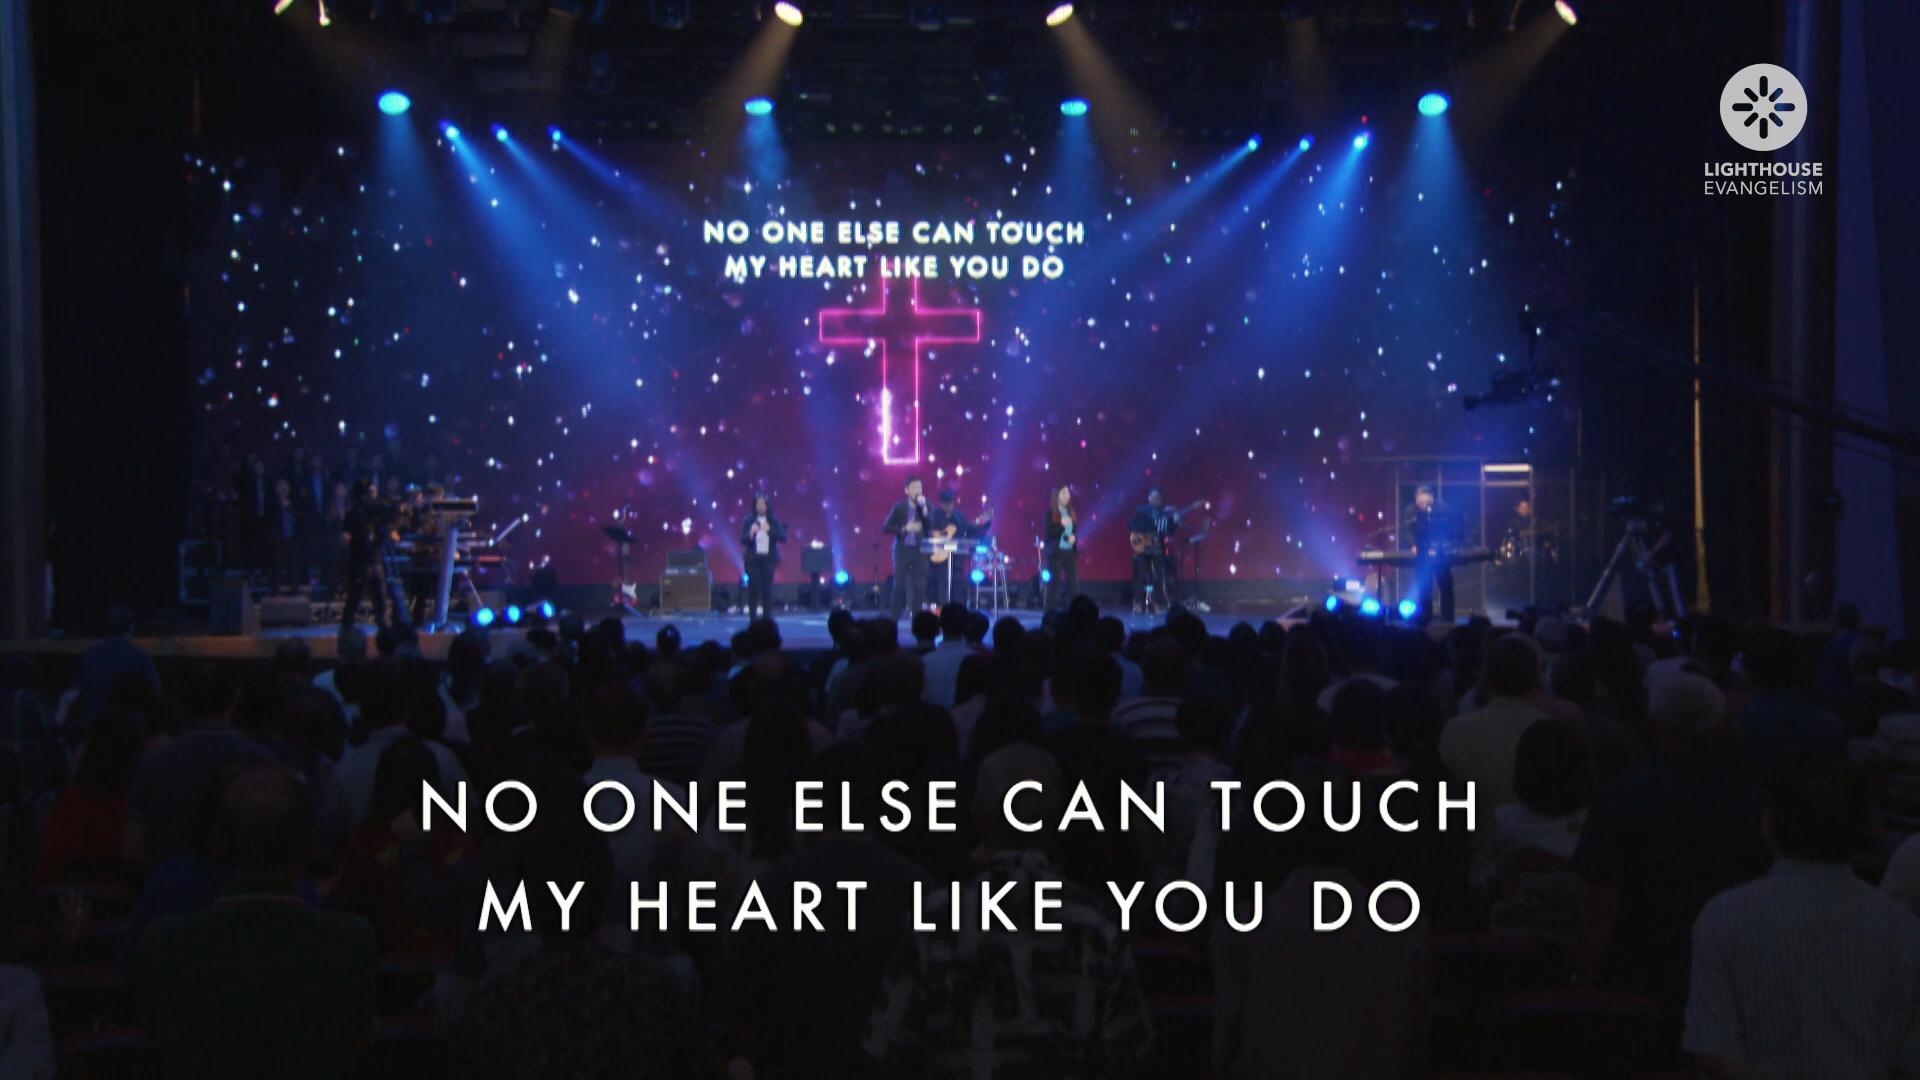 LIGHTHOUSE
EVANGELISM
NO ONE ELSE CAN TOUCH
MY HEART LIKE YOU DO
NO ONE ELSE CAN TOUCH
MY HEART LIKE YOU DO